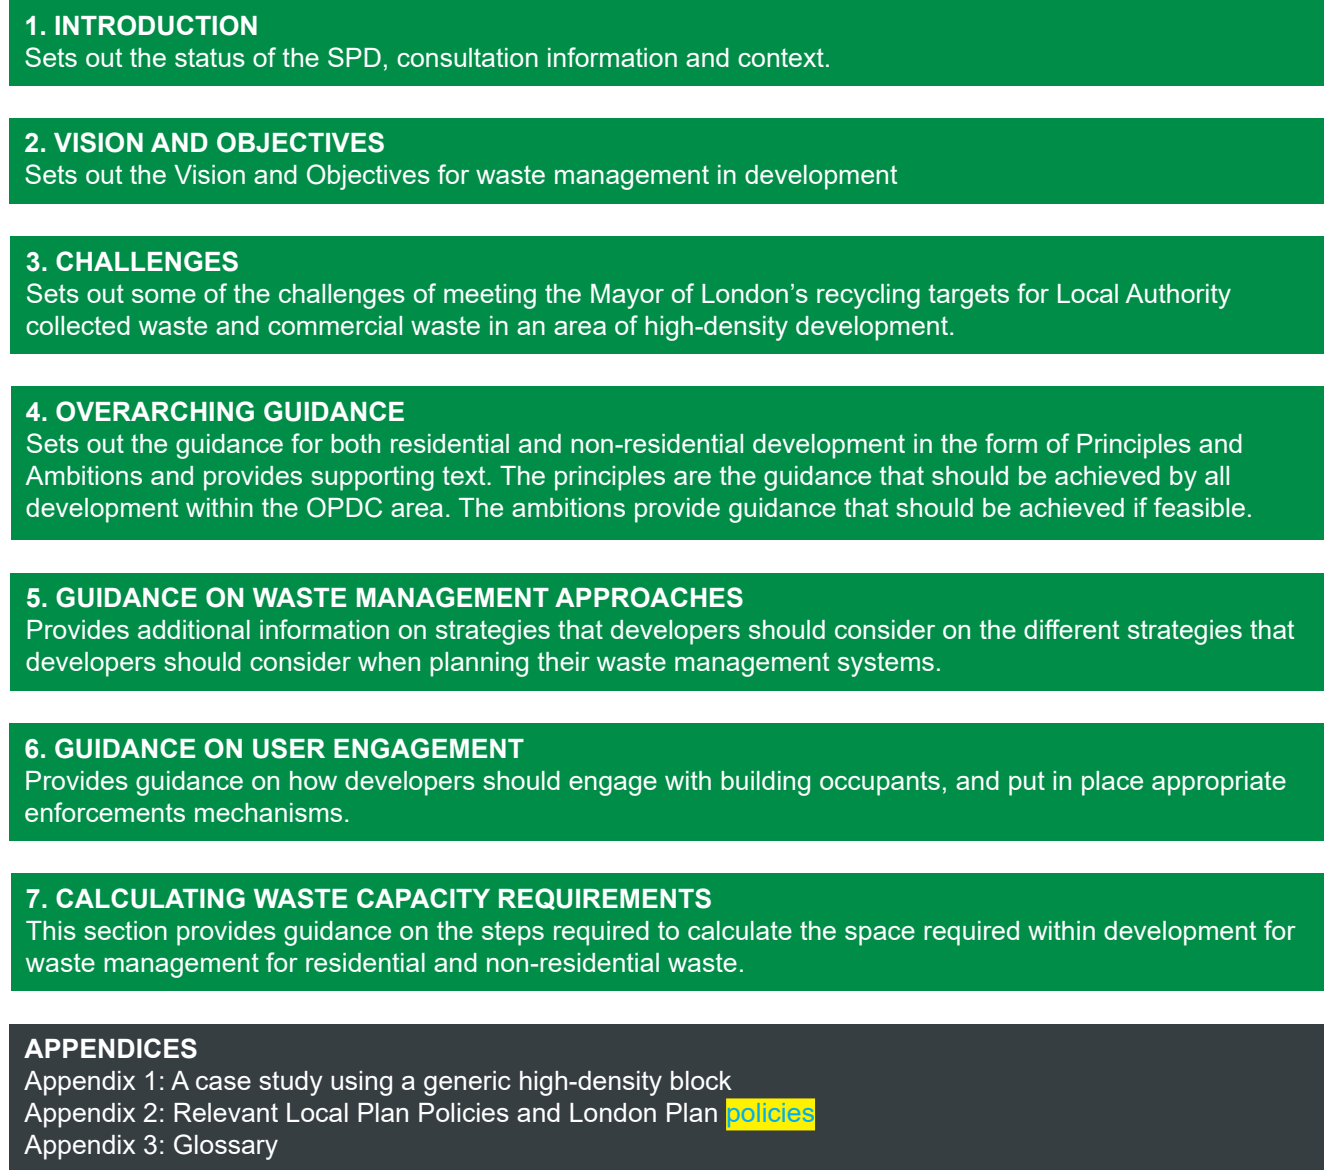 1. INTRODUCTION
Sets out the status of the SPD, consultation information and context.
2. VISION AND OBJECTIVES
Sets out the Vision and Objectives for waste management in development
3. CHALLENGES
Sets out some of the challenges of meeting the Mayor of London’s recycling targets for Local Authority
collected waste and commercial waste in an area of high-density development.
4. OVERARCHING GUIDANCE
Sets out the guidance for both residential and non-residential development in the form of Principles and
Ambitions and provides supporting text. The principles are the guidance that should be achieved by all
development within the OPDC area. The ambitions provide guidance that should be achieved if feasible.
5. GUIDANCE ON WASTE MANAGEMENT APPROACHES
Provides additional information on strategies that developers should consider on the different strategies that
developers should consider when planning their waste management systems.
6. GUIDANCE ON USER ENGAGEMENT
Provides guidance on how developers should engage with building occupants, and put in place appropriate
enforcements mechanisms.
7. CALCULATING WASTE CAPACITY REQUIREMENTS
This section provides guidance on the steps required to calculate the space required within development for
waste management for residential and non-residential waste.
APPENDICES
Appendix 1: A case study using a generic high-density block
Appendix 2: Relevant Local Plan Policies and London Plan policies
Appendix 3: Glossary